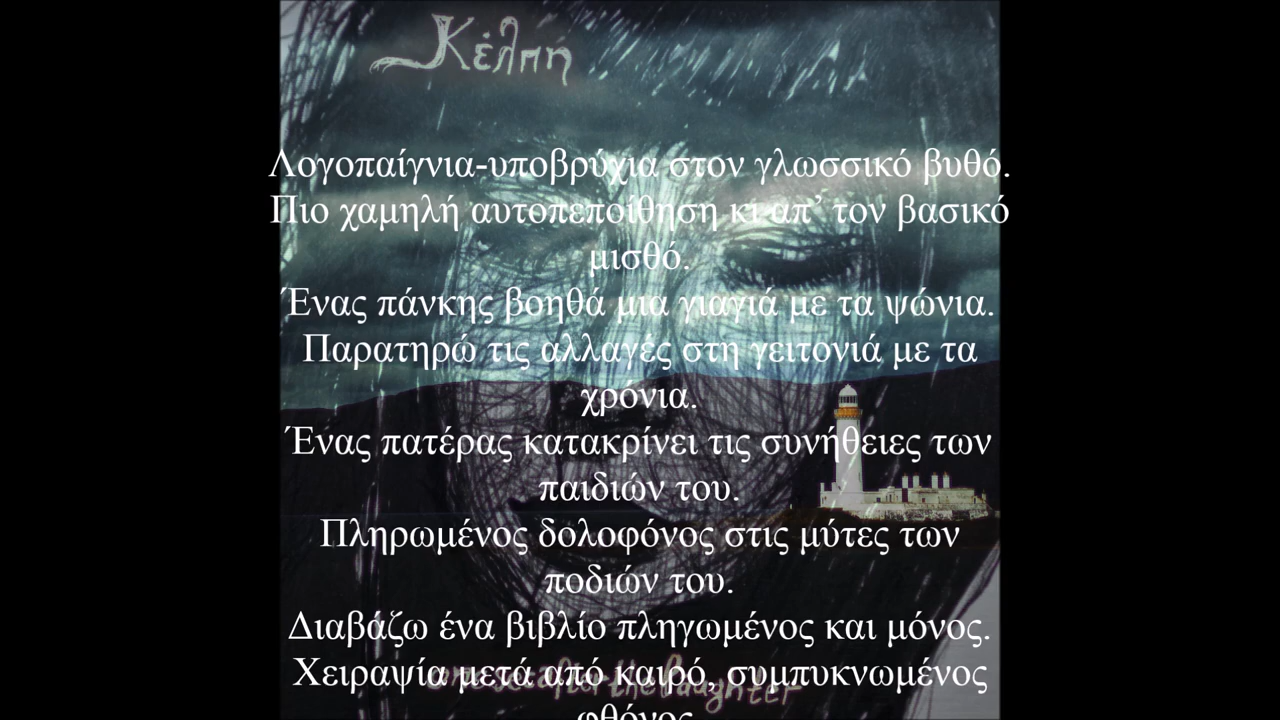 Κέλπη
Λογοπαίγνια-υποβρύχια στον γλωσσικό βυθό.
Πιο χαμηλή αυτοπεποίθηση κι απ’ τον βασικό
μισθό.
Ένας πάνκης βοηθά μια γιαγιά με τα ψώνια.
Παρατηρώ τις αλλαγές στη γειτονιά με τα
χρόνια.
Ένας πατέρας κατακρίνει τις συνήθειες των
παιδιών του.
Πληρωμένος δολοφόνος στις μύτες των
ποδιών του.
Διαβάζω ένα βιβλίο πληγωμένος και μόνος.
Χειραψία μετά από καιρό, συμπυκνωμένος
φθόνος.